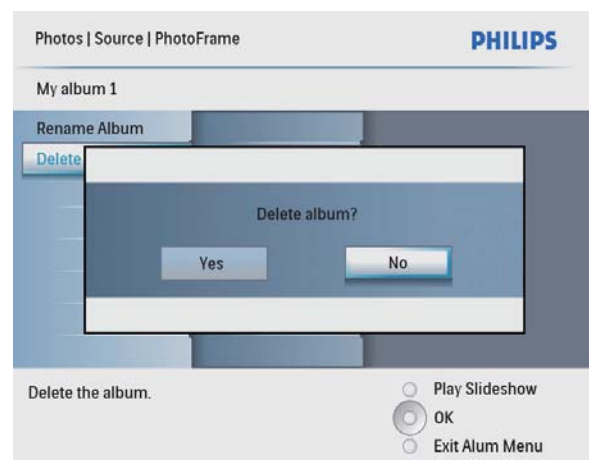 Photos | Source | PhotoFrame
PHILIPS
My album 1
Rename Album
Delete
Delete album?
Yes
No
Delete the album.
Play Slideshow
OK
Exit Alum Menu